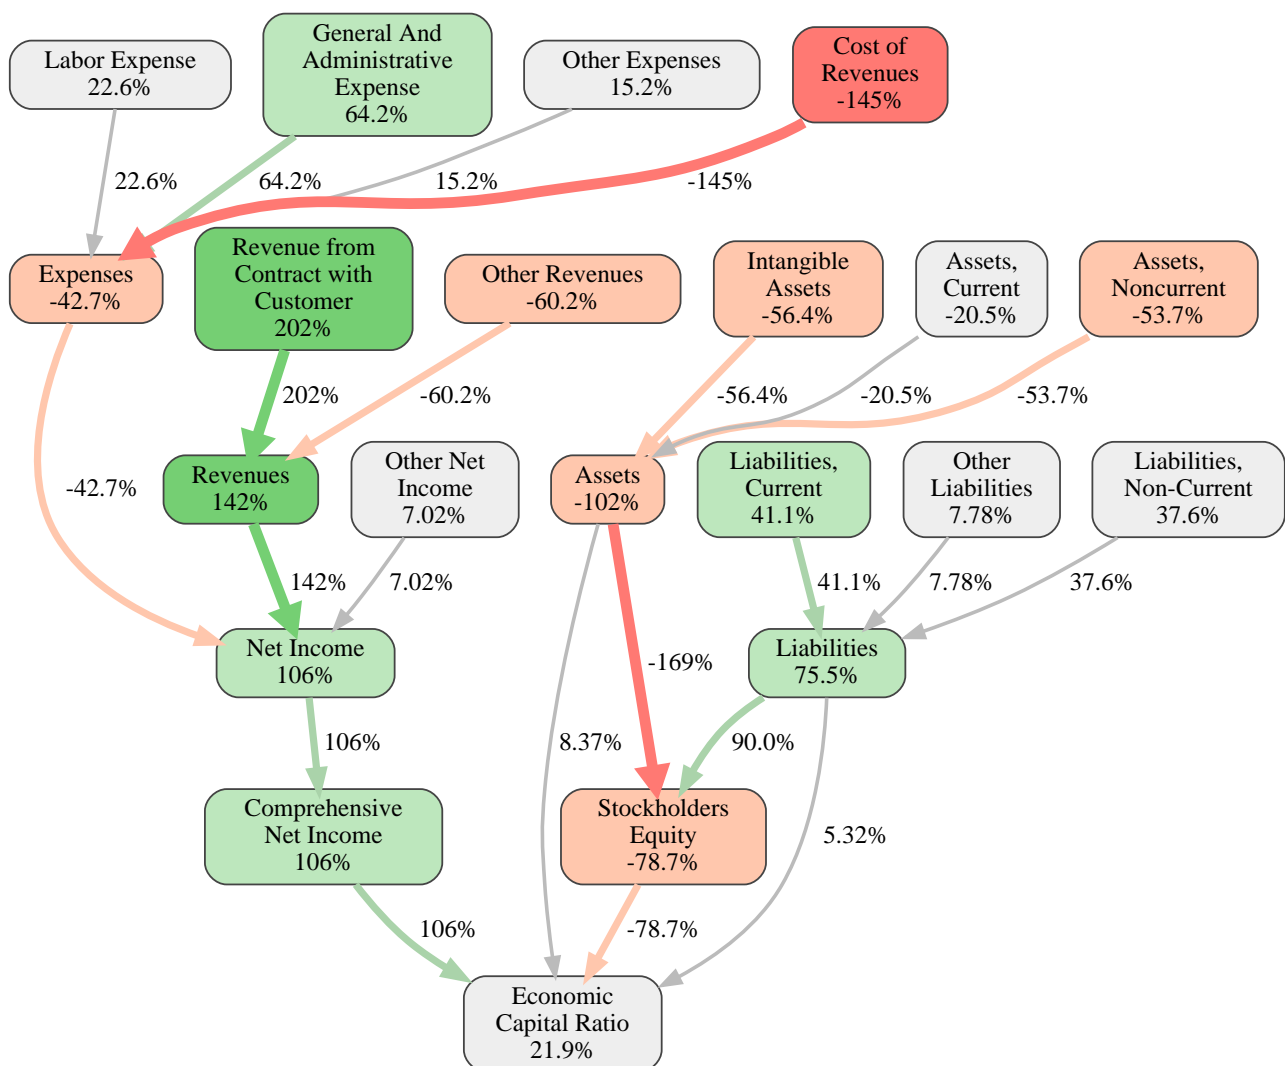 Labor Expense
22.6%
General And
Administrative
Expense
64.2%
Other Expenses
15.2%
Cost of
Revenues
-145%
22.6%
64.2%
15.2%
-145%
Expenses
-42.7%
Revenue from
Contract with
Customer
202%
Other Revenues
-60.2%
Intangible
Assets
-56.4%
Assets,
Current
-20.5%
Assets,
Noncurrent
-53.7%
202%
-60.2%
-56.4%
-20.5%
-53.7%
-42.7%
Revenues
142%
Other Net
Income
7.02%
Assets
-102%
Liabilities,
Current
41.1%
Other
Liabilities
7.78%
Liabilities,
Non-Current
37.6%
142%
7.02%
41.1%
7.78%
37.6%
Net Income
106%
-169%
Liabilities
75.5%
106%
8.37%
90.0%
Comprehensive
Net Income
106%
Stockholders
Equity
-78.7%
5.32%
106%
-78.7%
Economic
Capital Ratio
21.9%